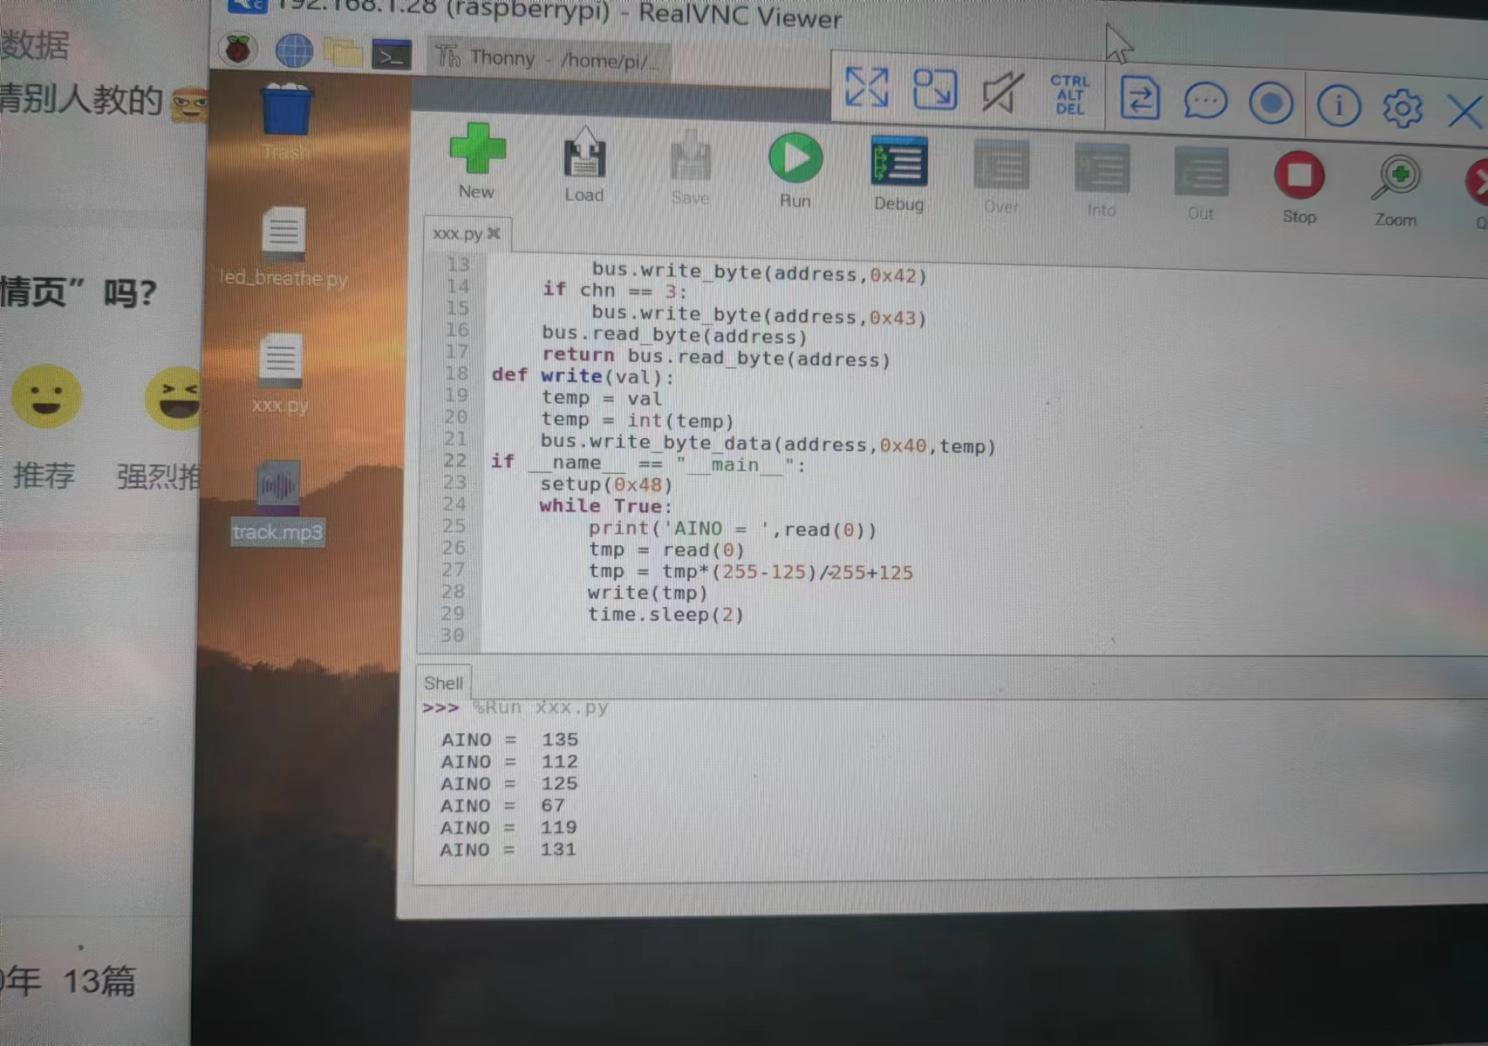 192.168.1.28 (raspberrypi) - RealVNC Viewer
数据
请别人教的
情页”吗?
推荐 强烈推
年 13篇
Thonny - /home/pi/...
CTRL
ALT
DEL
Trash
led_breathe.py
xxx.py
track.mp3
New Load Save Run Debug Over Into Out Stop Zoom
xxx.py
13 bus.write_byte(address,0x42)
14 if chn == 3:
15 bus.write_byte(address,0x43)
16 bus.read_byte(address)
17 return bus.read_byte(address)
18 def write(val):
19 temp = val
20 temp = int(temp)
21 bus.write_byte_data(address,0x40,temp)
22 if __name__ == "__main__":
23 setup(0x48)
24 while True:
25 print('AIN0 = ',read(0))
26 tmp = read(0)
27 tmp = tmp*(255-125)/255+125
28 write(tmp)
29 time.sleep(2)
30
Shell
>>> %Run xxx.py
AIN0 = 135
AIN0 = 112
AIN0 = 125
AIN0 = 67
AIN0 = 119
AIN0 = 131